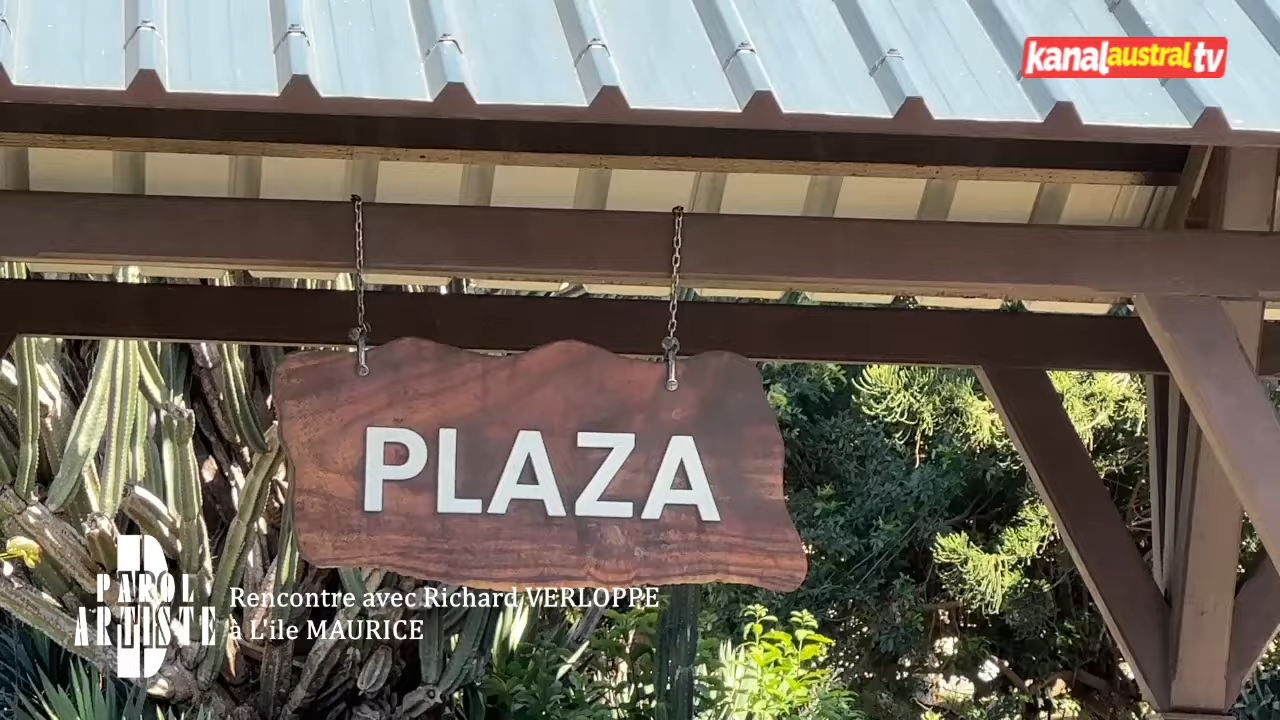 kanalaustraltv
PLAZA
PAROL
D
ARTISTE
Rencontre avec Richard VERLOPPE
à L'ile MAURICE